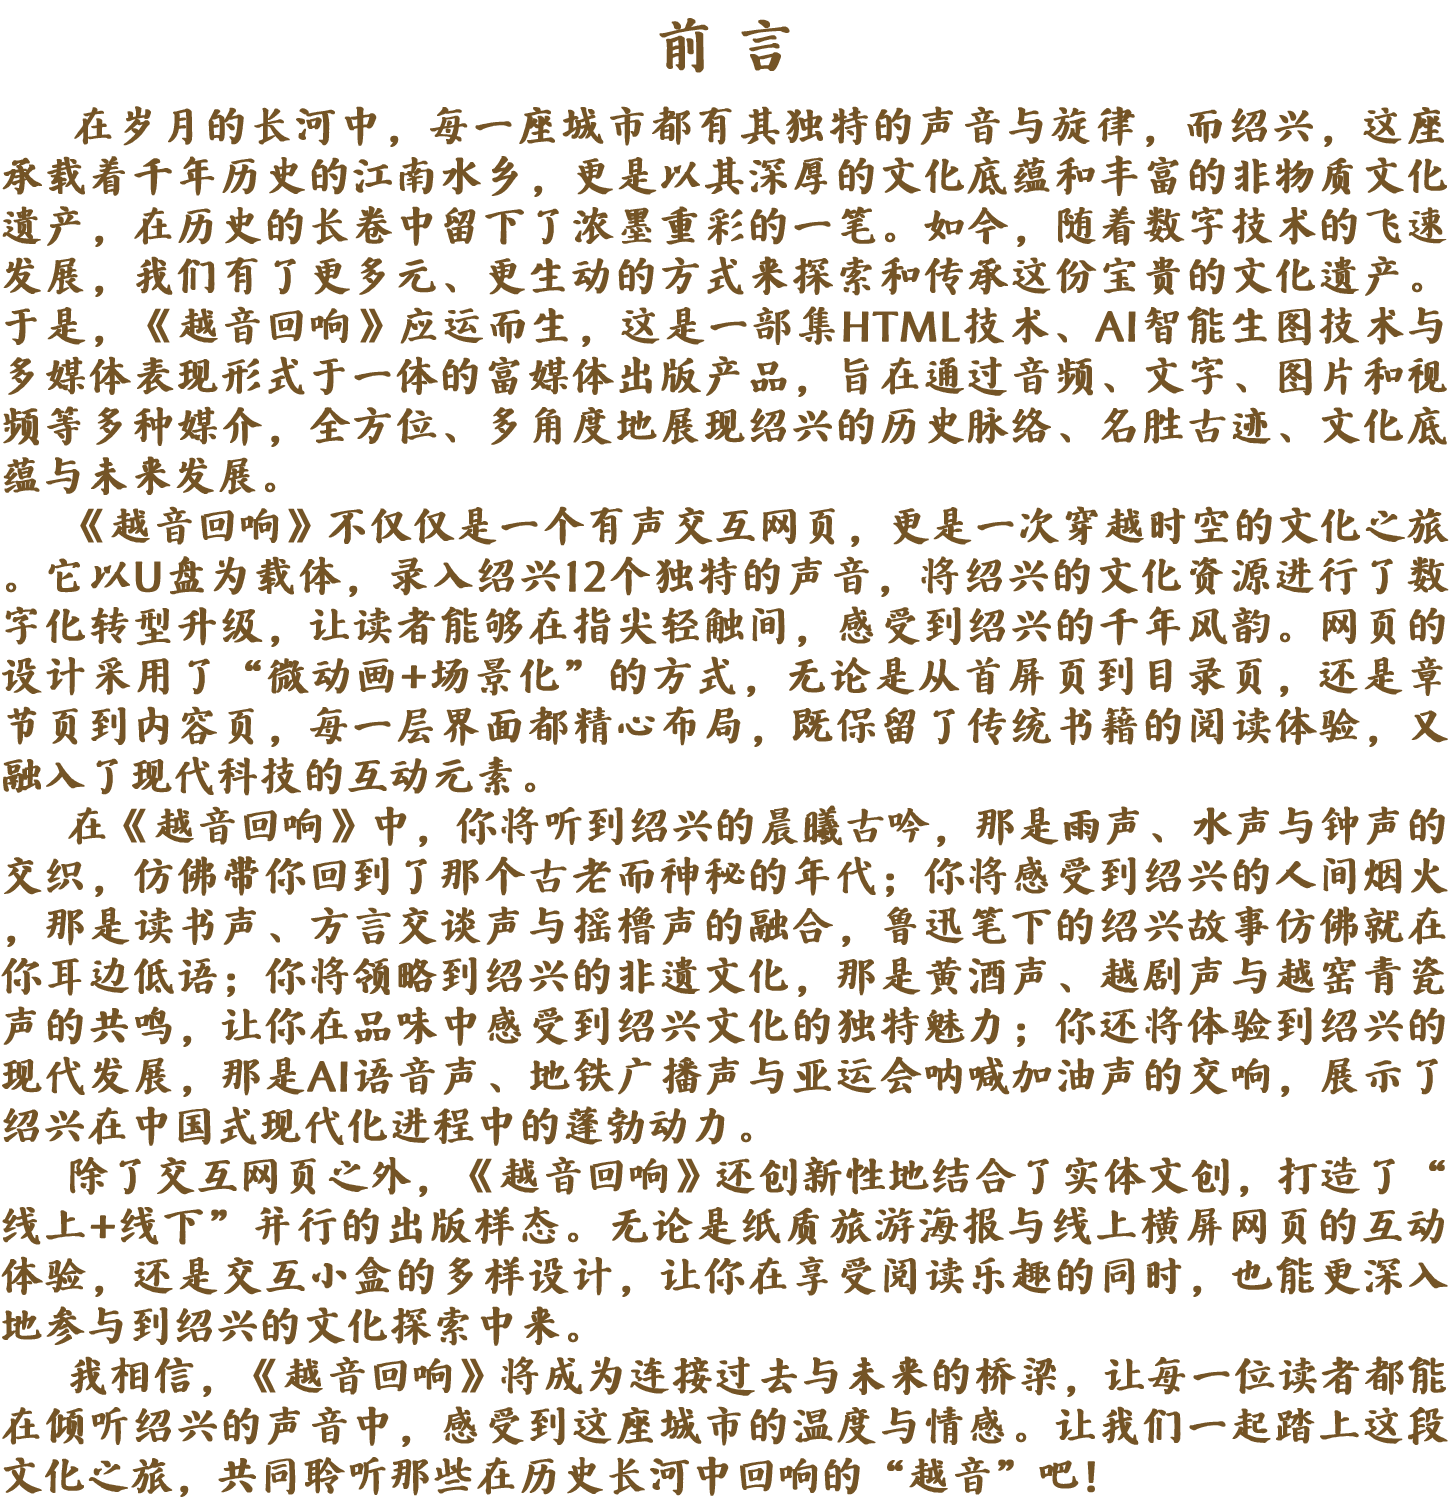 前 言
在岁月的长河中，每一座城市都有其独特的声音与旋律，而绍兴，这座
承载着千年历史的江南水乡，更是以其深厚的文化底蕴和丰富的非物质文化
遗产，在历史的长卷中留下了浓墨重彩的一笔。如今，随着数字技术的飞速
发展，我们有了更多元、更生动的方式来探索和传承这份宝贵的文化遗产。
于是，《越音回响》应运而生，这是一部集HTML技术、AI智能生图技术与
多媒体表现形式于一体的富媒体出版产品，旨在通过音频、文字、图片和视
频等多种媒介，全方位、多角度地展现绍兴的历史脉络、名胜古迹、文化底
蕴与未来发展。
《越音回响》不仅仅是一个有声交互网页，更是一次穿越时空的文化之旅
。它以U盘为载体，录入绍兴12个独特的声音，将绍兴的文化资源进行了数
字化转型升级，让读者能够在指尖轻触间，感受到绍兴的千年风韵。网页的
设计采用了“微动画+场景化”的方式，无论是从首屏页到目录页，还是章
节页到内容页，每一层界面都精心布局，既保留了传统书籍的阅读体验，又
融入了现代科技的互动元素。
在《越音回响》中，你将听到绍兴的晨曦古吟，那是雨声、水声与钟声的
交织，仿佛带你回到了那个古老而神秘的年代；你将感受到绍兴的人间烟火
，那是读书声、方言交谈声与摇橹声的融合，鲁迅笔下的绍兴故事仿佛就在
你耳边低语；你将领略到绍兴的非遗文化，那是黄酒声、越剧声与越窑青瓷
声的共鸣，让你在品味中感受到绍兴文化的独特魅力；你还将体验到绍兴的
现代发展，那是AI语音声、地铁广播声与亚运会呐喊加油声的交响，展示了
绍兴在中国式现代化进程中的蓬勃动力。
除了交互网页之外，《越音回响》还创新性地结合了实体文创，打造了“
线上+线下”并行的出版样态。无论是纸质旅游海报与线上横屏网页的互动
体验，还是交互小盒的多样设计，让你在享受阅读乐趣的同时，也能更深入
地参与到绍兴的文化探索中来。
我相信，《越音回响》将成为连接过去与未来的桥梁，让每一位读者都能
在倾听绍兴的声音中，感受到这座城市的温度与情感。让我们一起踏上这段
文化之旅，共同聆听那些在历史长河中回响的“越音”吧！